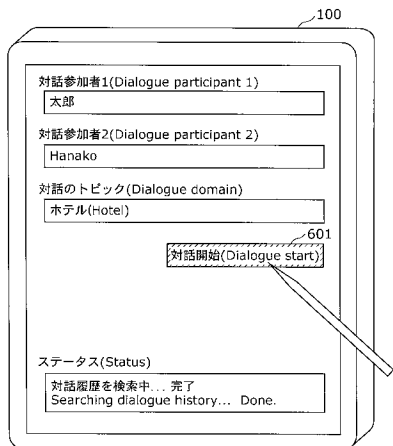 100
対話参加者1(Dialogue participant 1)
太郎
対話参加者2(Dialogue participant 2)
Hanako
対話のトピック(Dialogue domain)
ホテル(Hotel)
601
対話開始(Dialogue start)
ステータス(Status)
対話履歴を検索中... 完了
Searching dialogue history... Done.